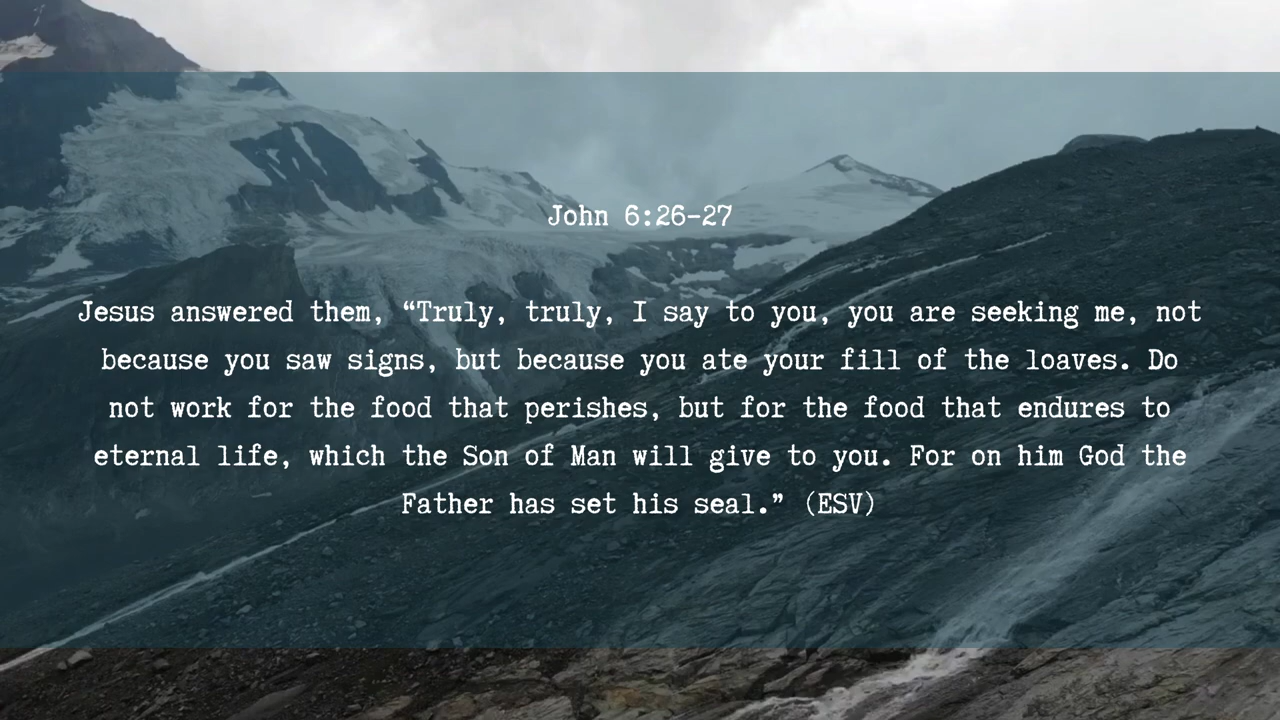 John 6:26-27
Jesus answered them, “Truly, truly, I say to you, you are seeking me, not
because you saw signs, but because you ate your fill of the loaves. Do
not work for the food that perishes, but for the food that endures to
eternal life, which the Son of Man will give to you. For on him God the
Father has set his seal.” (ESV)